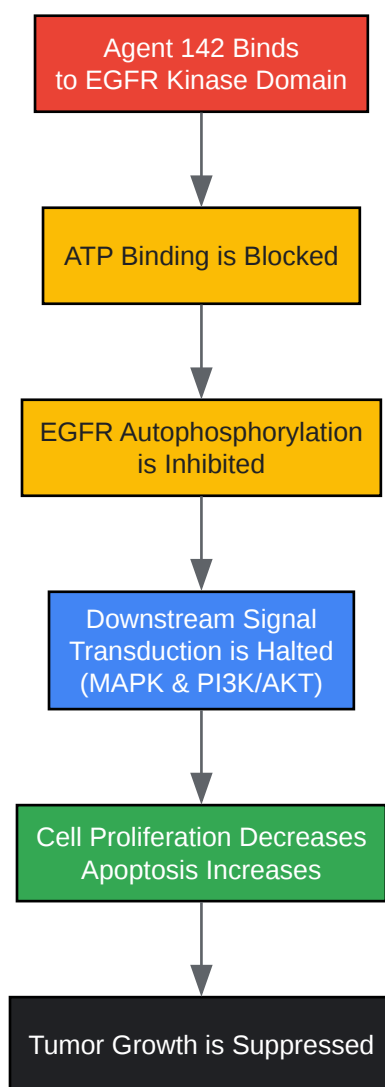 Agent 142 Binds
to EGFR Kinase Domain
ATP Binding is Blocked
EGFR Autophosphorylation
is Inhibited
Downstream Signal
Transduction is Halted
(MAPK & PI3K/AKT)
Cell Proliferation Decreases
Apoptosis Increases
Tumor Growth is Suppressed